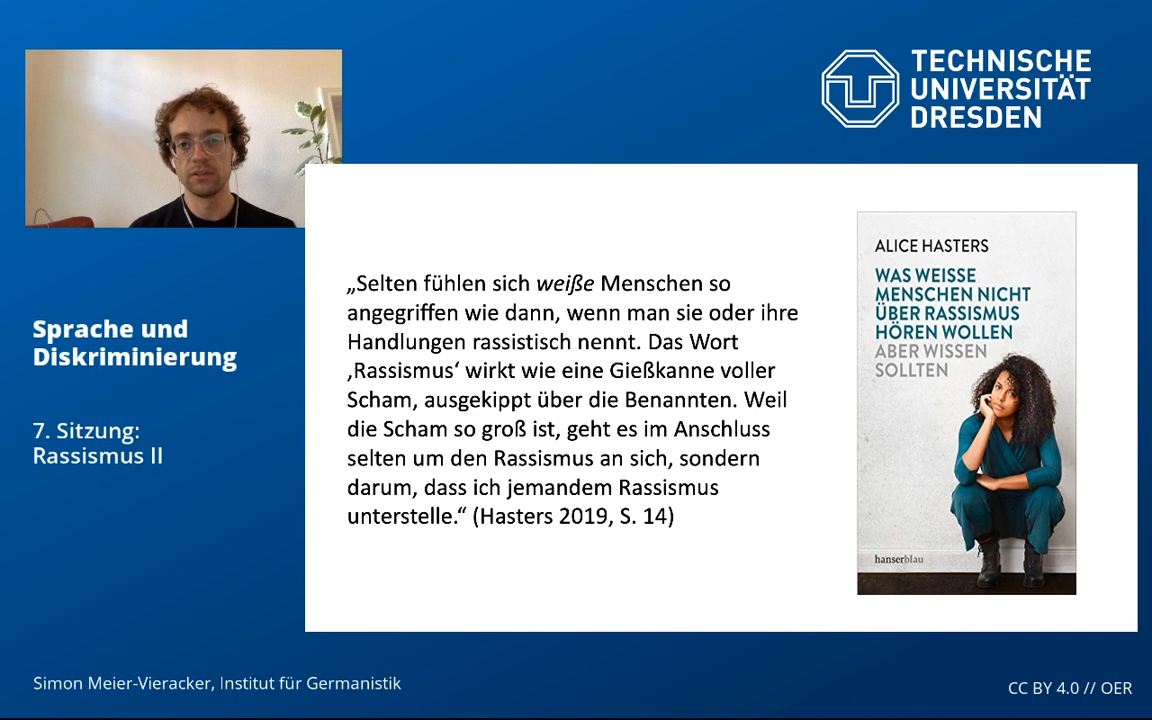 TECHNISCHE
UNIVERSITÄT
DRESDEN
Sprache und
Diskriminierung
7. Sitzung:
Rassismus II
„Selten fühlen sich weiße Menschen so
angegriffen wie dann, wenn man sie oder ihre
Handlungen rassistisch nennt. Das Wort
‚Rassismus‘ wirkt wie eine Gießkanne voller
Scham, ausgekippt über die Benannten. Weil
die Scham so groß ist, geht es im Anschluss
selten um den Rassismus an sich, sondern
darum, dass ich jemandem Rassismus
unterstelle.“ (Hasters 2019, S. 14)
ALICE HASTERS
WAS WEISSE
MENSCHEN NICHT
ÜBER RASSISMUS
HÖREN WOLLEN
ABER WISSEN
SOLLTEN
hanserblau
Simon Meier-Vieracker, Institut für Germanistik
CC BY 4.0 // OER